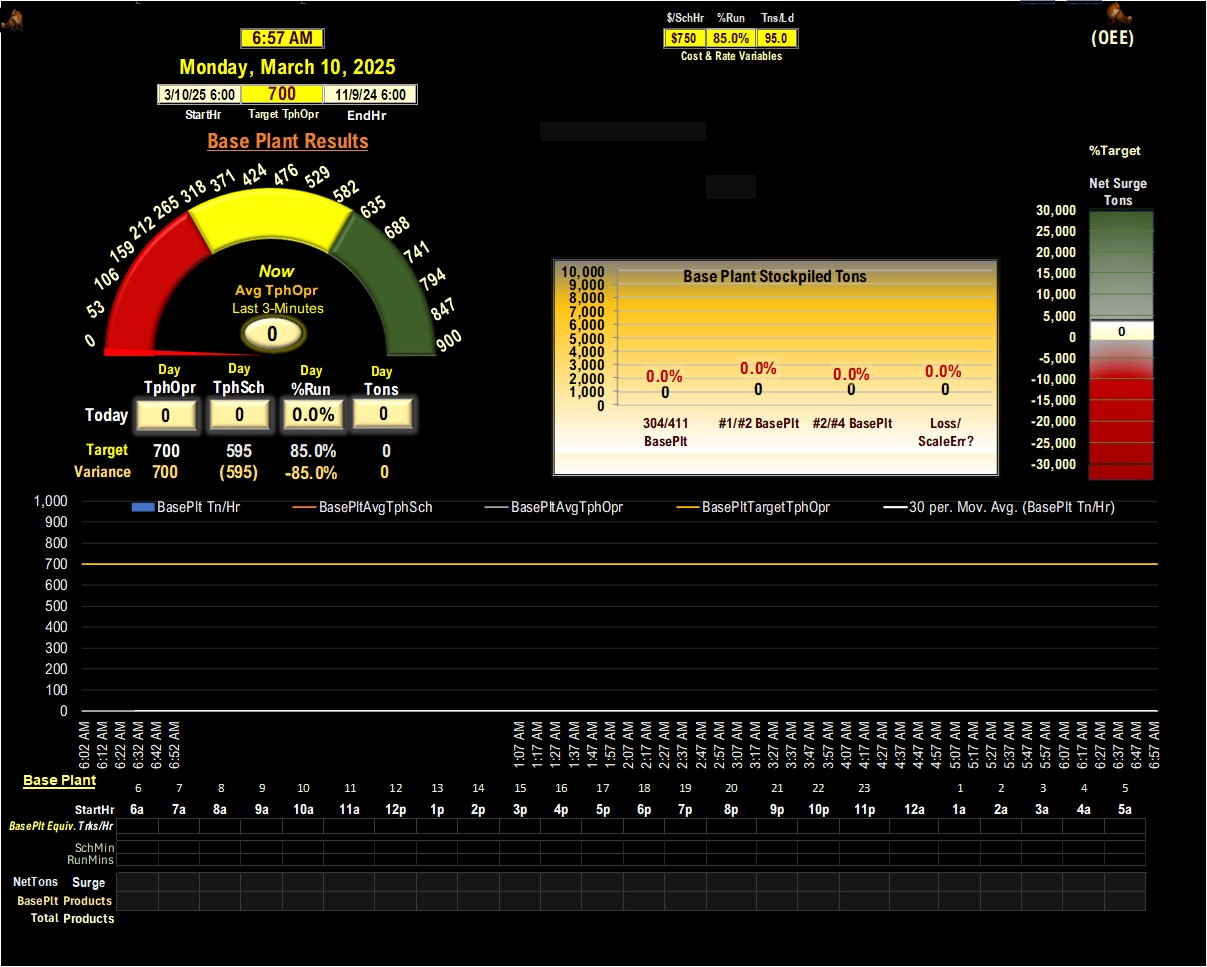 $/SchHr %Run Tns/Ld
6:57 AM
$750 85.0% 95.0
(OEE)
Cost & Rate Variables
Monday, March 10, 2025
3/10/25 6:00 700 11/9/24 6:00
StartHr Target TphOpr EndHr
Base Plant Results
0 53 106 159 212 265 318 371 424 476 529 582 635 688 741 794 847 900
Now
Avg TphOpr
Last 3-Minutes
0
Day Day Day Day
TphOpr TphSch %Run Tons
Today 0 0 0.0% 0
Target 700 595 85.0% 0
Variance 700 (595) -85.0% 0
Base Plant Stockpiled Tons
10,000
9,000
8,000
7,000
6,000
5,000
4,000
3,000
2,000
1,000
0
0.0% 0.0% 0.0% 0.0%
0 0 0 0
304/411 #1/#2 BasePlt #2/#4 BasePlt Loss/
BasePlt ScaleErr?
%Target
Net Surge
Tons
30,000
25,000
20,000
15,000
10,000
5,000
0 0
-5,000
-10,000
-15,000
-20,000
-25,000
-30,000
BasePlt Tn/Hr BasePltAvgTphSch BasePltAvgTphOpr BasePltTargetTphOpr 30 per. Mov. Avg. (BasePlt Tn/Hr)
1,000
900
800
700
600
500
400
300
200
100
0
6:02 AM 6:12 AM 6:22 AM 6:32 AM 6:42 AM 6:52 AM 1:07 AM 1:17 AM 1:27 AM 1:37 AM 1:47 AM 1:57 AM 2:07 AM 2:17 AM 2:27 AM 2:37 AM 2:47 AM 2:57 AM 3:07 AM 3:17 AM 3:27 AM 3:37 AM 3:47 AM 3:57 AM 4:07 AM 4:17 AM 4:27 AM 4:37 AM 4:47 AM 4:57 AM 5:07 AM 5:17 AM 5:27 AM 5:37 AM 5:47 AM 5:57 AM 6:07 AM 6:17 AM 6:27 AM 6:37 AM 6:47 AM 6:57 AM
Base Plant
6 7 8 9 10 11 12 13 14 15 16 17 18 19 20 21 22 23 1 2 3 4 5
StartHr 6a 7a 8a 9a 10a 11a 12p 1p 2p 3p 4p 5p 6p 7p 8p 9p 10p 11p 12a 1a 2a 3a 4a 5a
BasePlt Equiv. Trks/Hr
SchMin
RunMins
NetTons Surge
BasePlt Products
Total Products